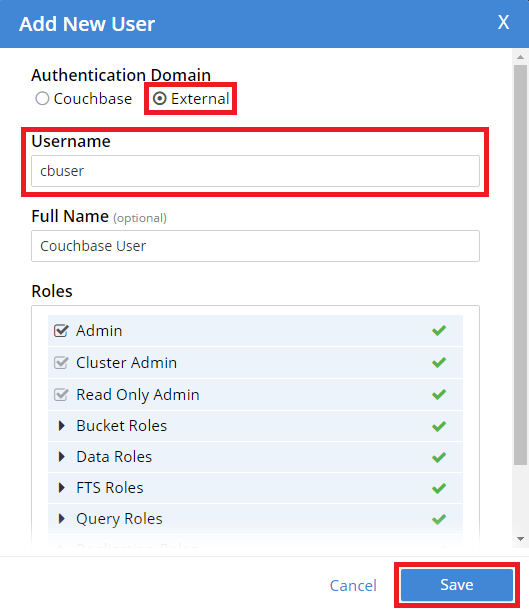 Add New User X
Authentication Domain
Couchbase External
Username
cbuser
Full Name (optional)
Couchbase User
Roles
Admin
Cluster Admin
Read Only Admin
Bucket Roles
Data Roles
FTS Roles
Query Roles
Cancel Save